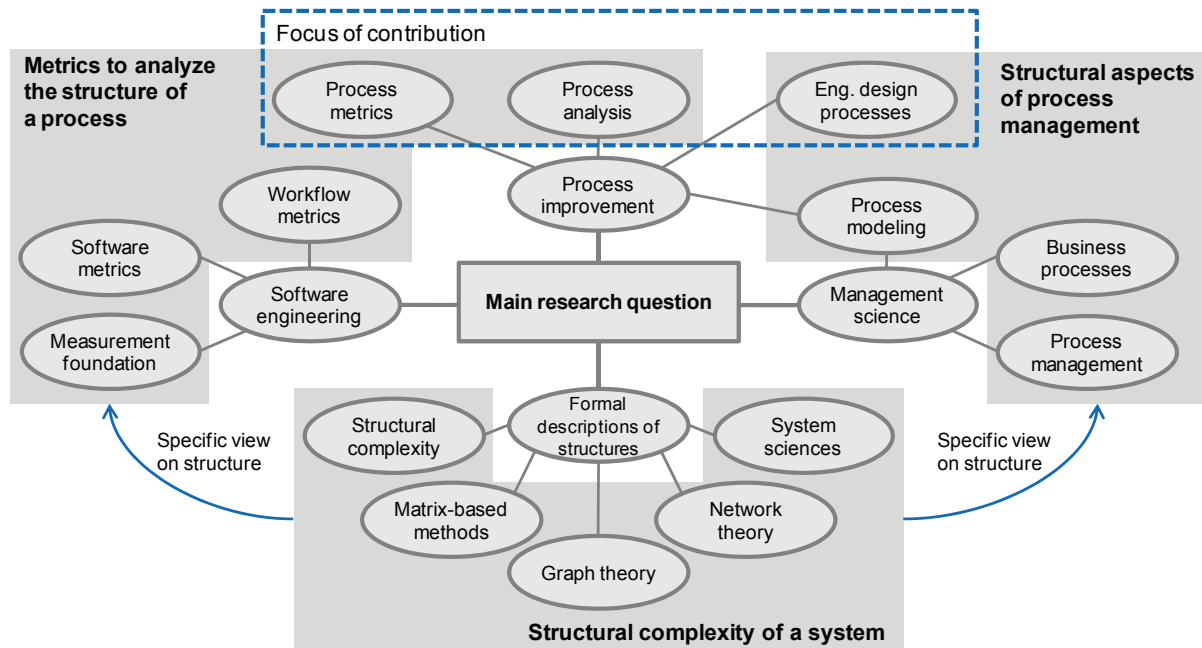 Focus of contribution
Metrics to analyze
the structure of
a process
Process
metrics
Process
analysis
Eng. design
processes
Structural aspects
of process
management
Workflow
metrics
Process
improvement
Process
modeling
Software
metrics
Business
processes
Software
engineering
Main research question
Management
science
Measurement
foundation
Process
management
Specific view
on structure
Structural
complexity
Formal
descriptions of
structures
System
sciences
Specific view
on structure
Matrix-based
methods
Network
theory
Graph theory
Structural complexity of a system